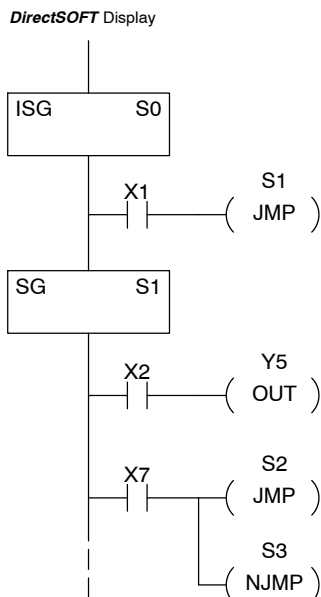 DirectSOFT Display
ISG S0
X1
S1
JMP
SG S1
X2
Y5
OUT
X7
S2
JMP
S3
NJMP